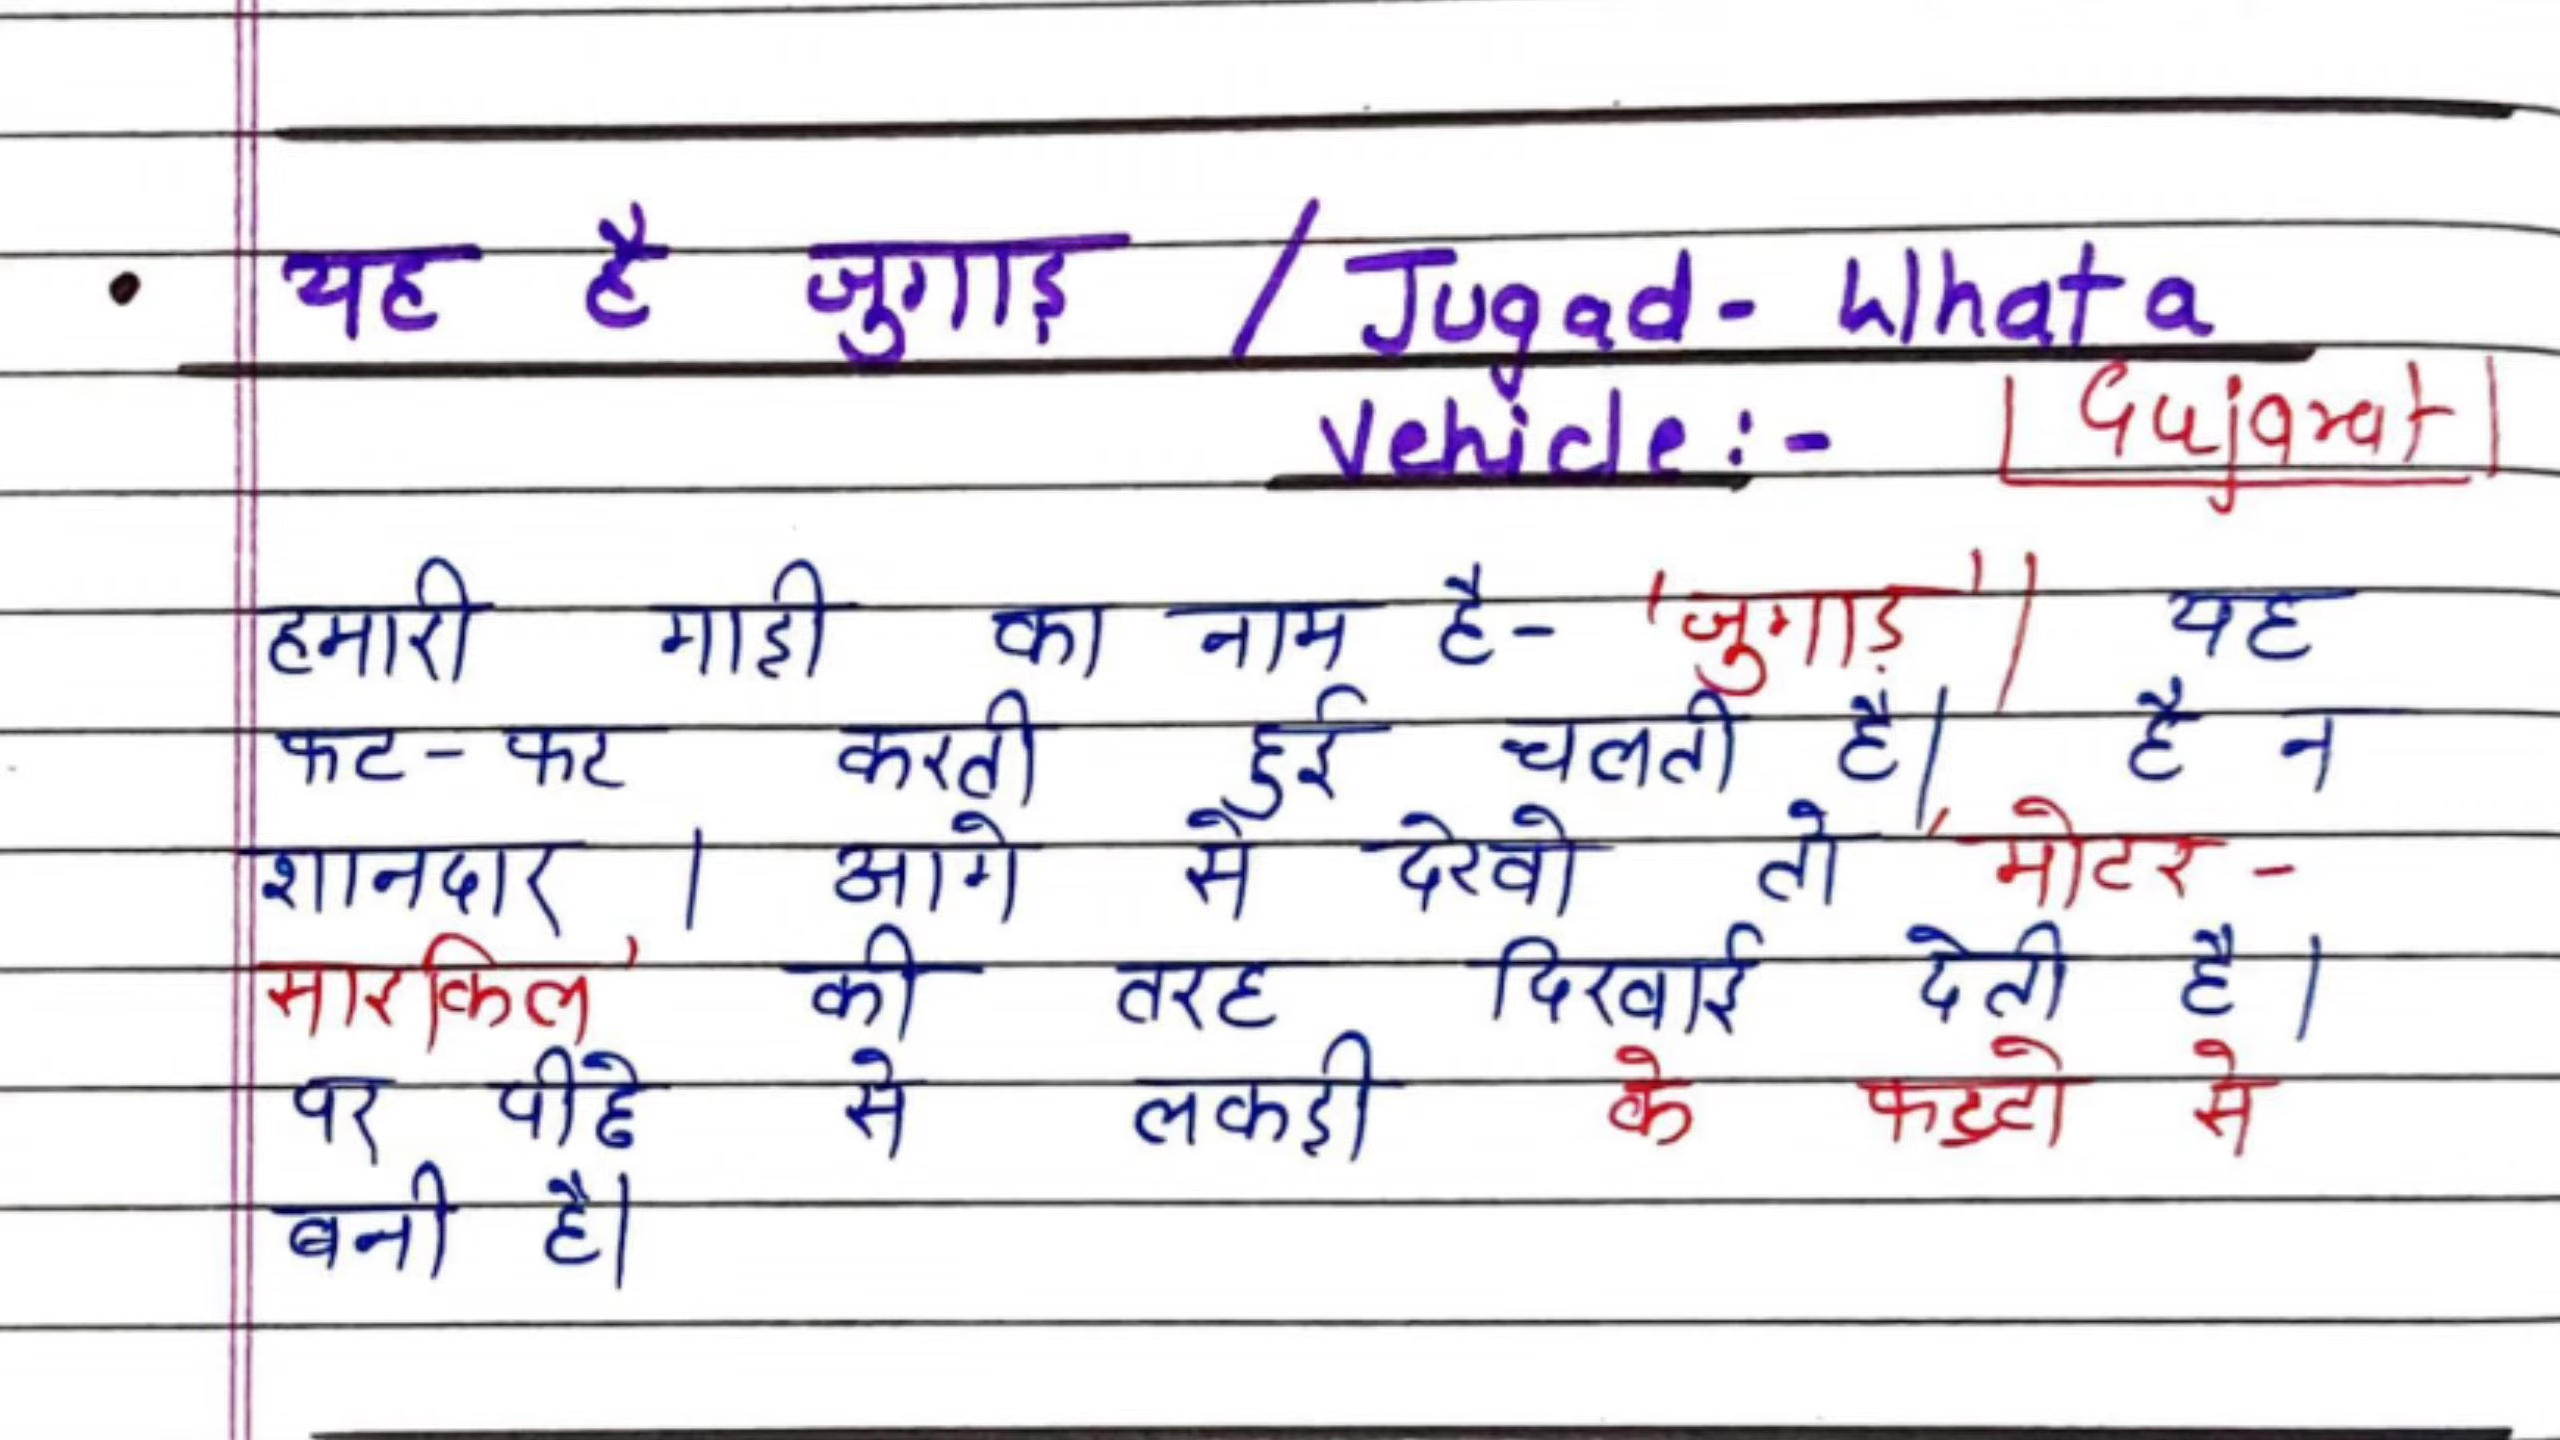 • यह है जुगाड़ / Jugad - What a
Vehicle :- Gujarat
हमारी गाडी का नाम है- 'जुगाड़'। यह
फट-फट करती हुई चलती है। है न
शानदार । आगे से देखो तो 'मोटर-
साइकिल' की तरह दिखाई देती है ।
पर पीछे से लकडी के फट्टो से
बनी है।